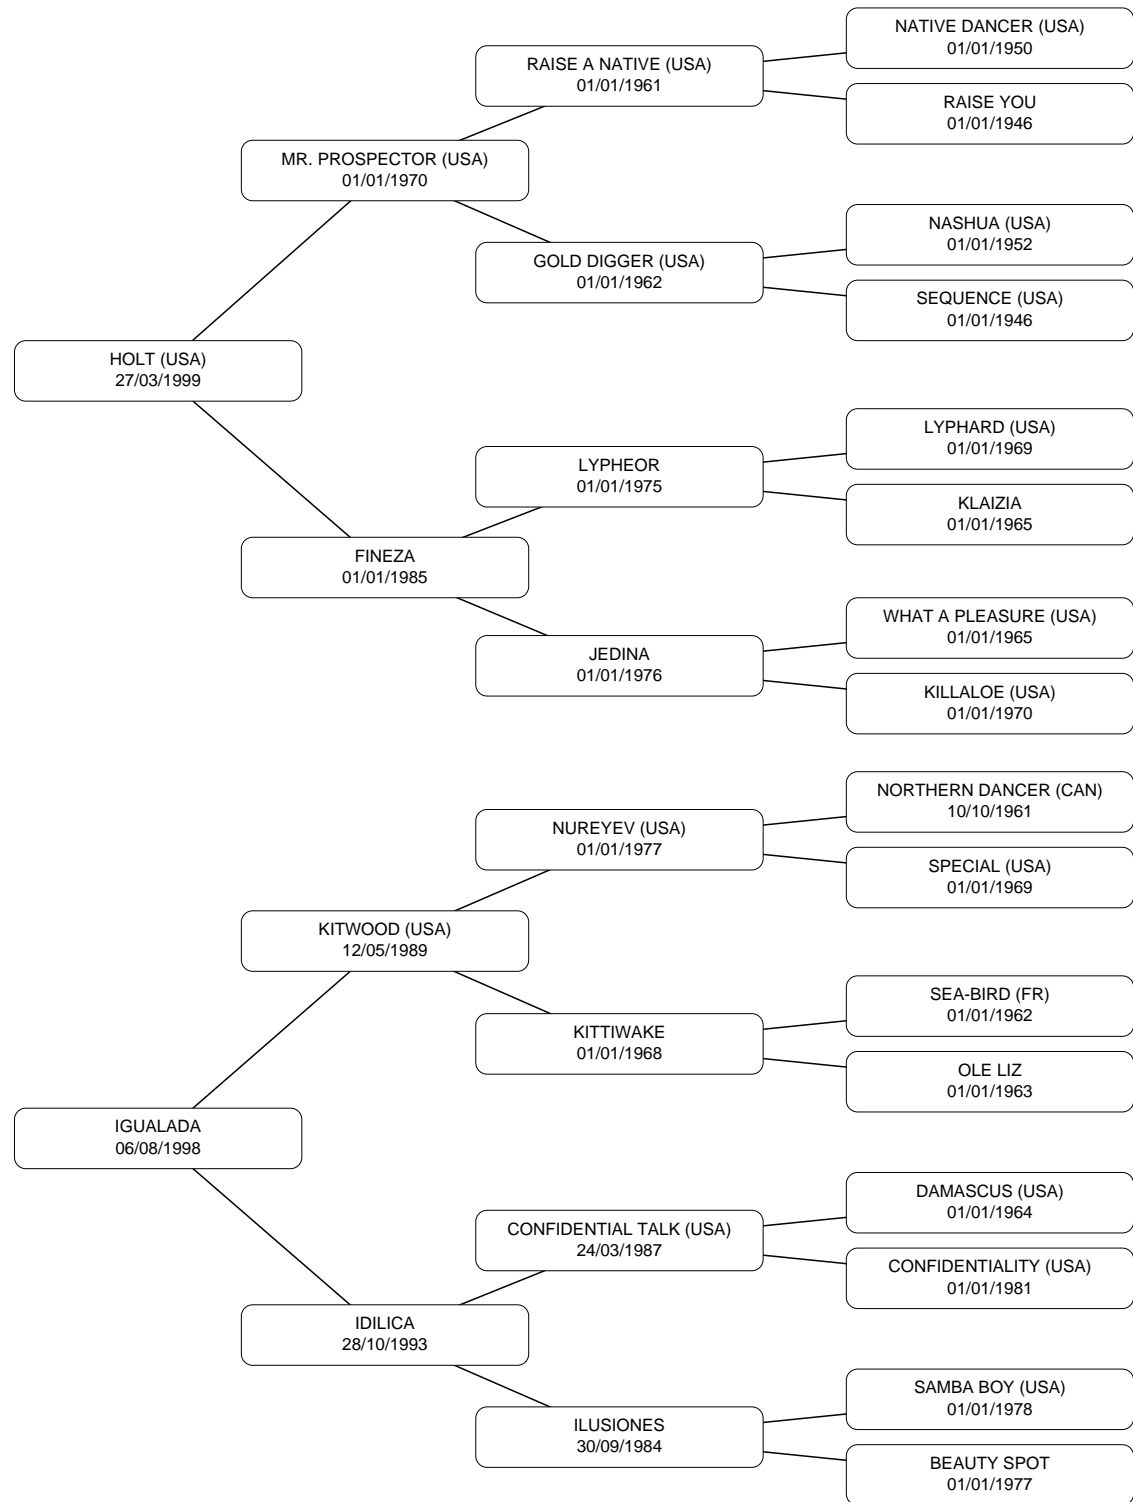 NATIVE DANCER (USA)
01/01/1950
RAISE A NATIVE (USA)
01/01/1961
RAISE YOU
01/01/1946
MR. PROSPECTOR (USA)
01/01/1970
NASHUA (USA)
01/01/1952
GOLD DIGGER (USA)
01/01/1962
SEQUENCE (USA)
01/01/1946
HOLT (USA)
27/03/1999
LYPHARD (USA)
01/01/1969
LYPHEOR
01/01/1975
KLAIZIA
01/01/1965
FINEZA
01/01/1985
WHAT A PLEASURE (USA)
01/01/1965
JEDINA
01/01/1976
KILLALOE (USA)
01/01/1970
NORTHERN DANCER (CAN)
10/10/1961
NUREYEV (USA)
01/01/1977
SPECIAL (USA)
01/01/1969
KITWOOD (USA)
12/05/1989
SEA-BIRD (FR)
01/01/1962
KITTIWAKE
01/01/1968
OLE LIZ
01/01/1963
IGUALADA
06/08/1998
DAMASCUS (USA)
01/01/1964
CONFIDENTIAL TALK (USA)
24/03/1987
CONFIDENTIALITY (USA)
01/01/1981
IDILICA
28/10/1993
SAMBA BOY (USA)
01/01/1978
ILUSIONES
30/09/1984
BEAUTY SPOT
01/01/1977